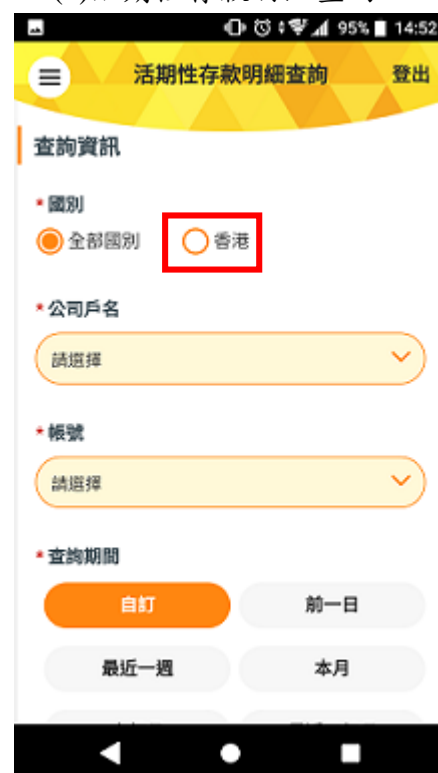 95% 14:52
活期性存款明細查詢 登出
查詢資訊
*國別
全部國別 香港
*公司戶名
請選擇
*帳號
請選擇
*查詢期間
自訂 前一日
最近一週 本月